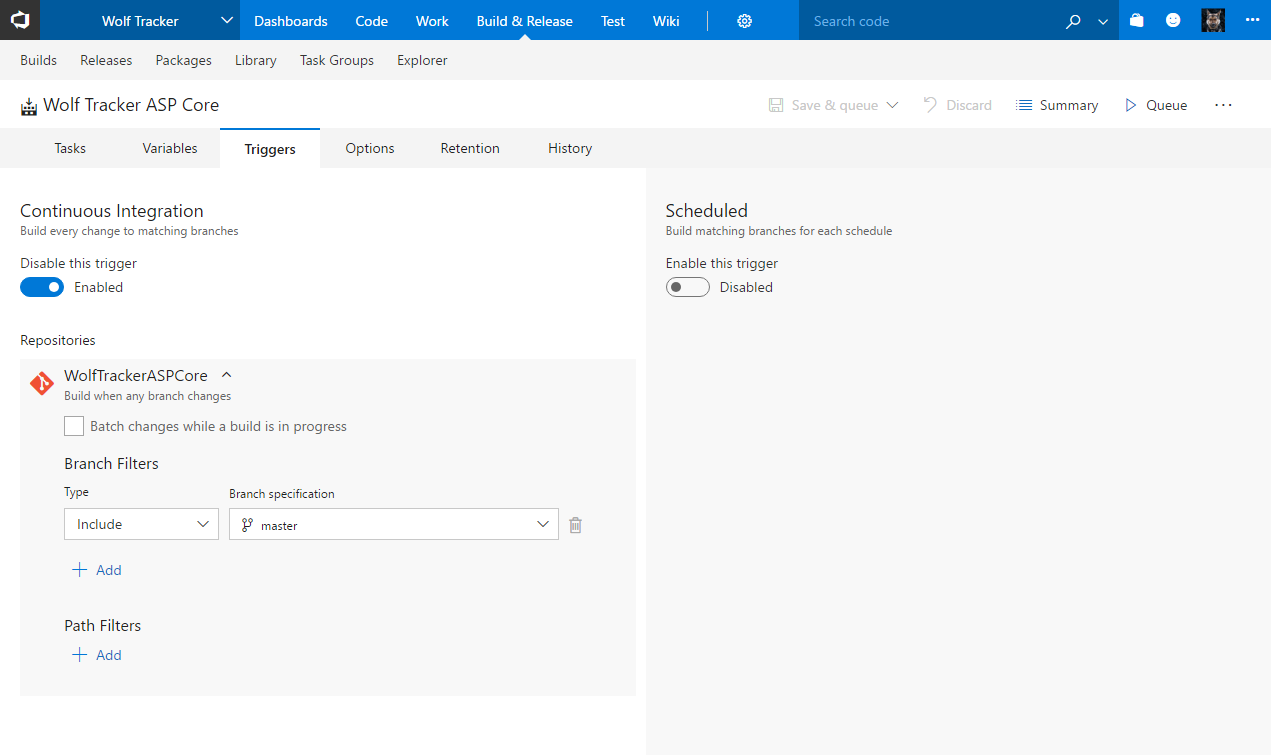 Wolf Tracker Dashboards Code Work Build & Release Test Wiki Search code
Builds Releases Packages Library Task Groups Explorer
Wolf Tracker ASP Core Save & queue Discard Summary Queue
Tasks Variables Triggers Options Retention History
Continuous Integration
Build every change to matching branches
Disable this trigger
Enabled
Repositories
WolfTrackerASPCore
Build when any branch changes
Batch changes while a build is in progress
Branch Filters
Type Branch specification
Include master
Add
Path Filters
Add
Scheduled
Build matching branches for each schedule
Enable this trigger
Disabled